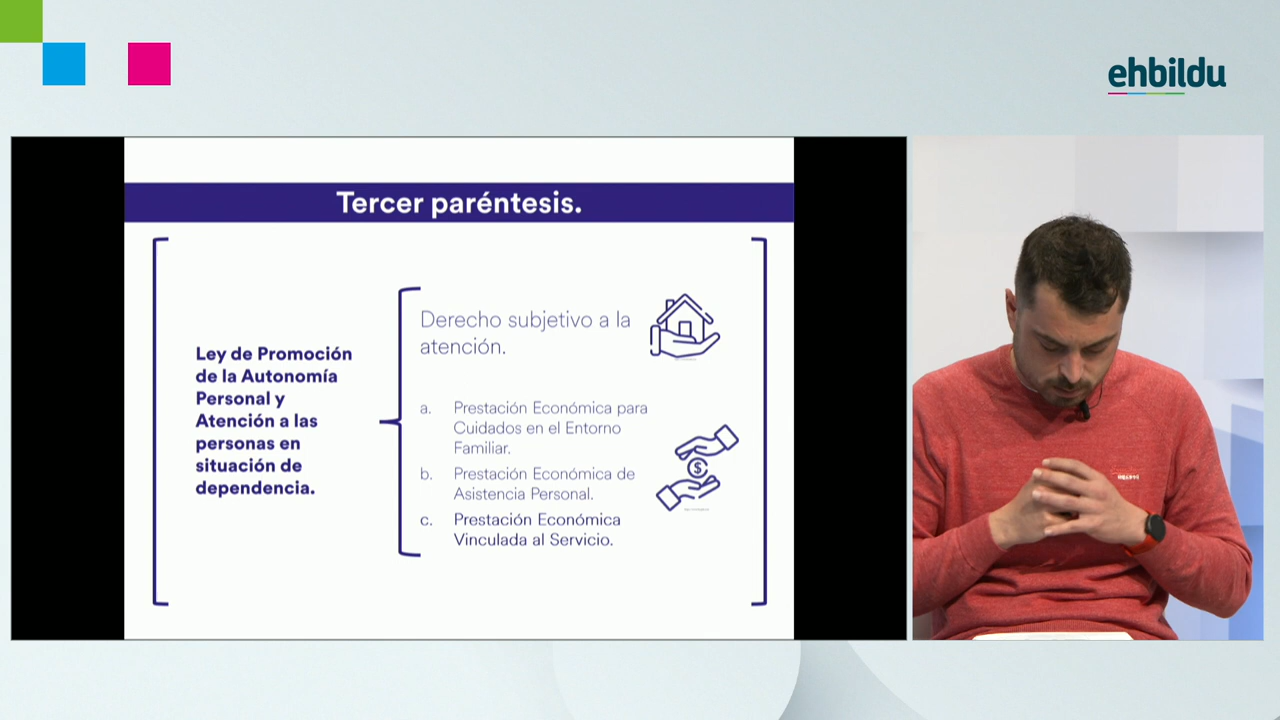 ehbildu
Tercer paréntesis.
Ley de Promoción
de la Autonomía
Personal y
Atención a las
personas en
situación de
dependencia.
Derecho subjetivo a la
atención.
a. Prestación Económica para
Cuidados en el Entorno
Familiar.
b. Prestación Económica de
Asistencia Personal.
c. Prestación Económica
Vinculada al Servicio.
$